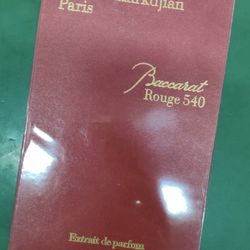 Paris
Baccarat
Rouge 540
Extrait de parfum